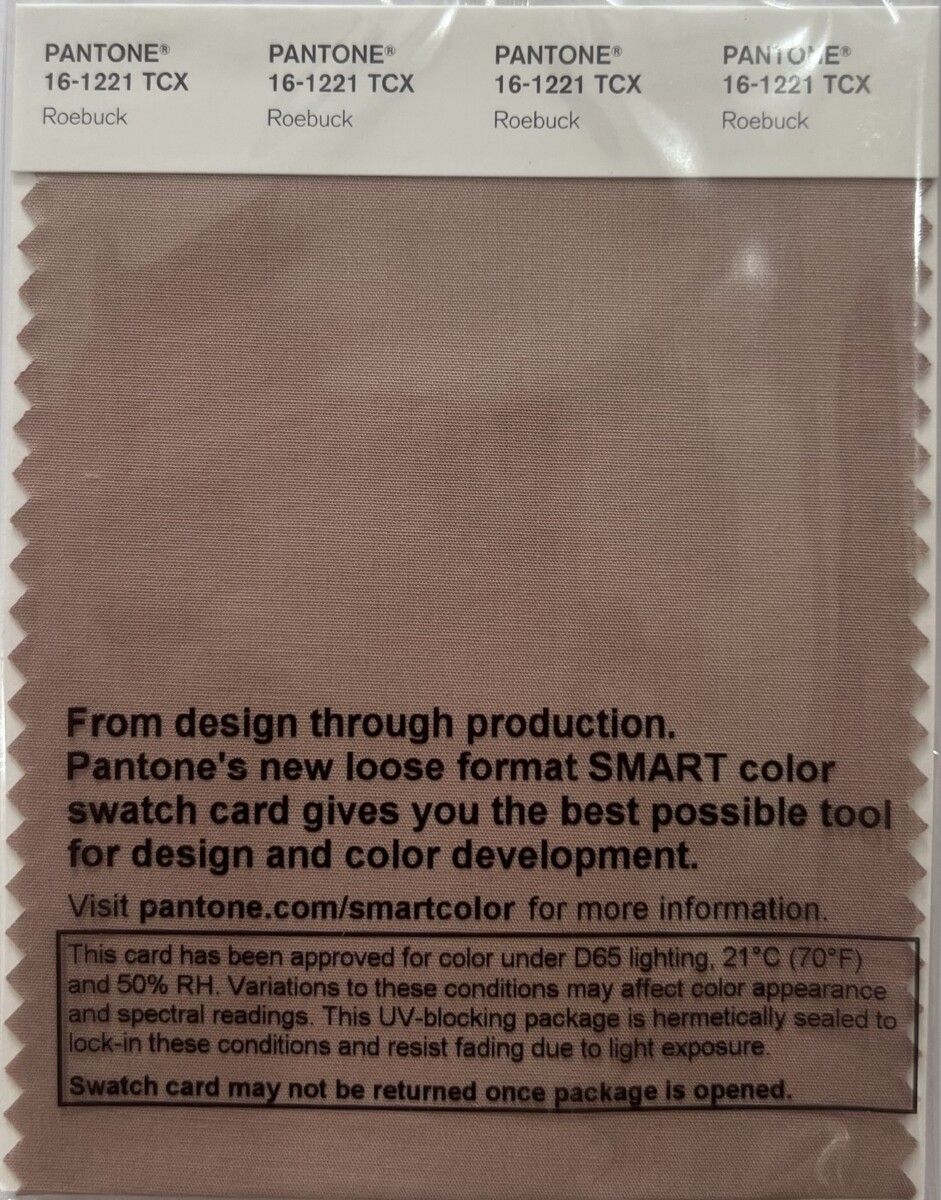 PANTONE® PANTONE® PANTONE® PANTONE®
16-1221 TCX 16-1221 TCX 16-1221 TCX 16-1221 TCX
Roebuck Roebuck Roebuck Roebuck
From design through production.
Pantone's new loose format SMART color
swatch card gives you the best possible tool
for design and color development.
Visit pantone.com/smartcolor for more information.
This card has been approved for color under D65 lighting, 21°C (70°F)
and 50% RH. Variations to these conditions may affect color appearance
and spectral readings. This UV-blocking package is hermetically sealed to
lock-in these conditions and resist fading due to light exposure.
Swatch card may not be returned once package is opened.